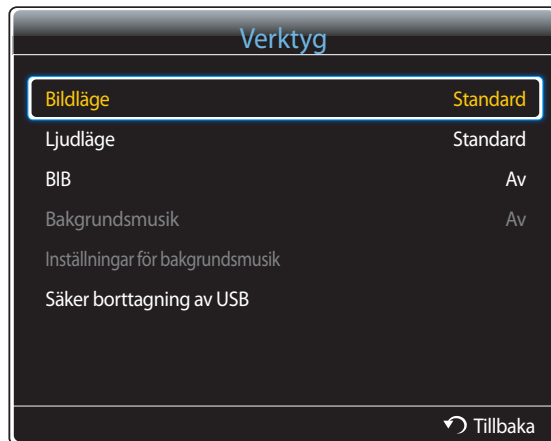 Verktyg
Bildläge Standard
Ljudläge Standard
BIB Av
Bakgrundsmusik Av
Inställningar för bakgrundsmusik
Säker borttagning av USB
Tillbaka